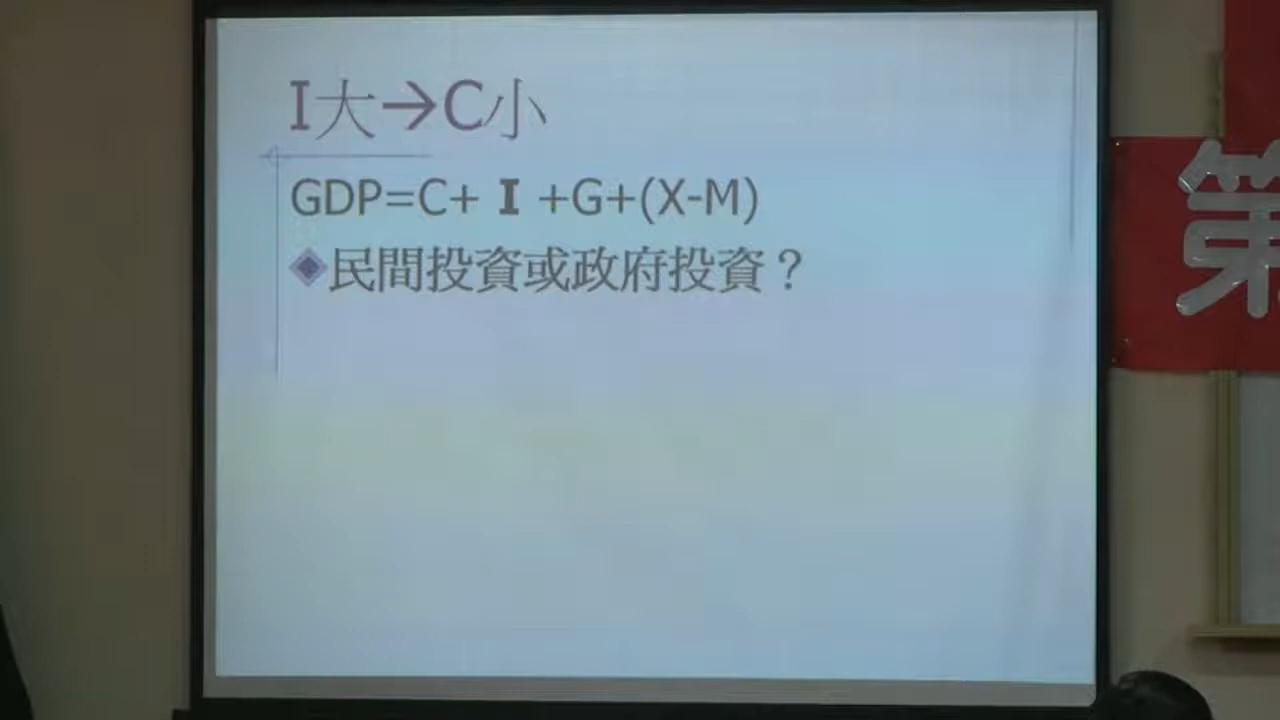 I大→C小
GDP=C+ I +G+(X-M)
◆民間投資或政府投資？
第